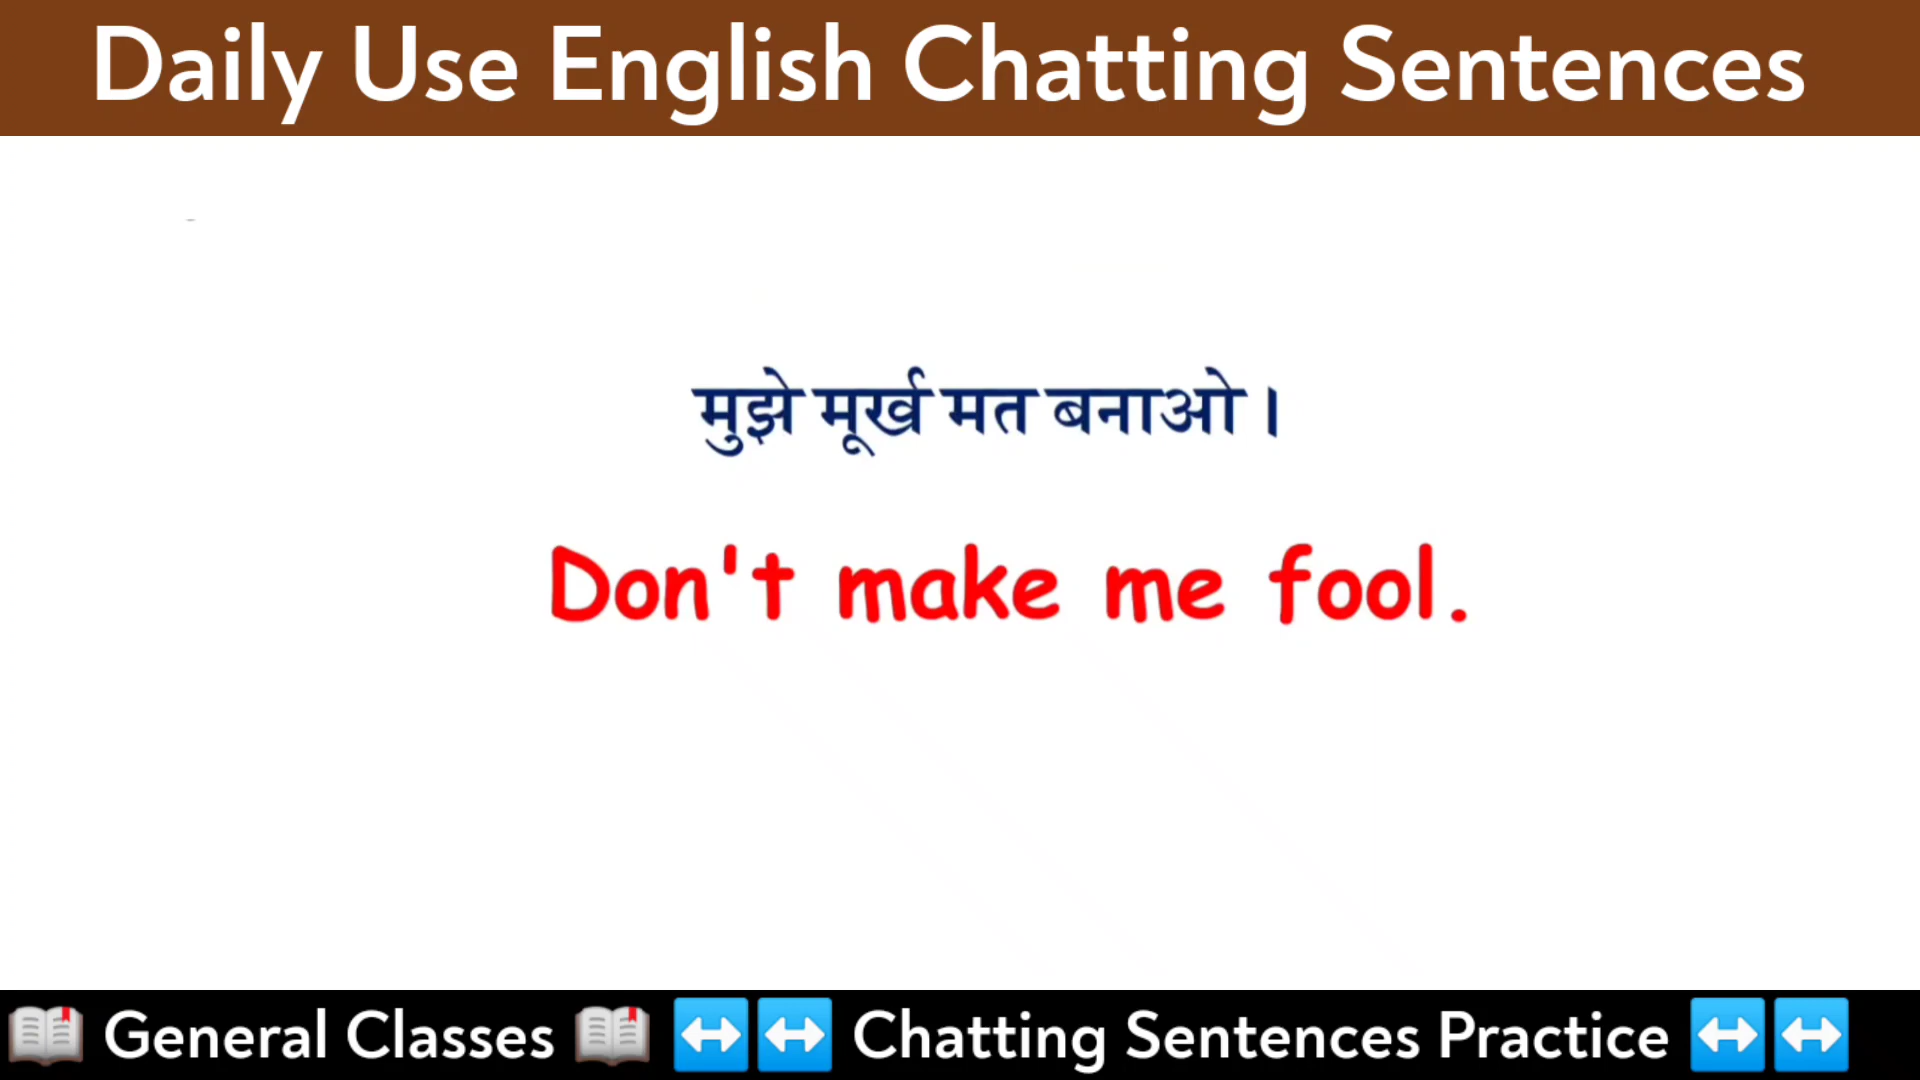 Daily Use English Chatting Sentences
मुझे मूर्ख मत बनाओ।
Don't make me fool.
📖 General Classes 📖 ↔️↔️ Chatting Sentences Practice ↔️↔️